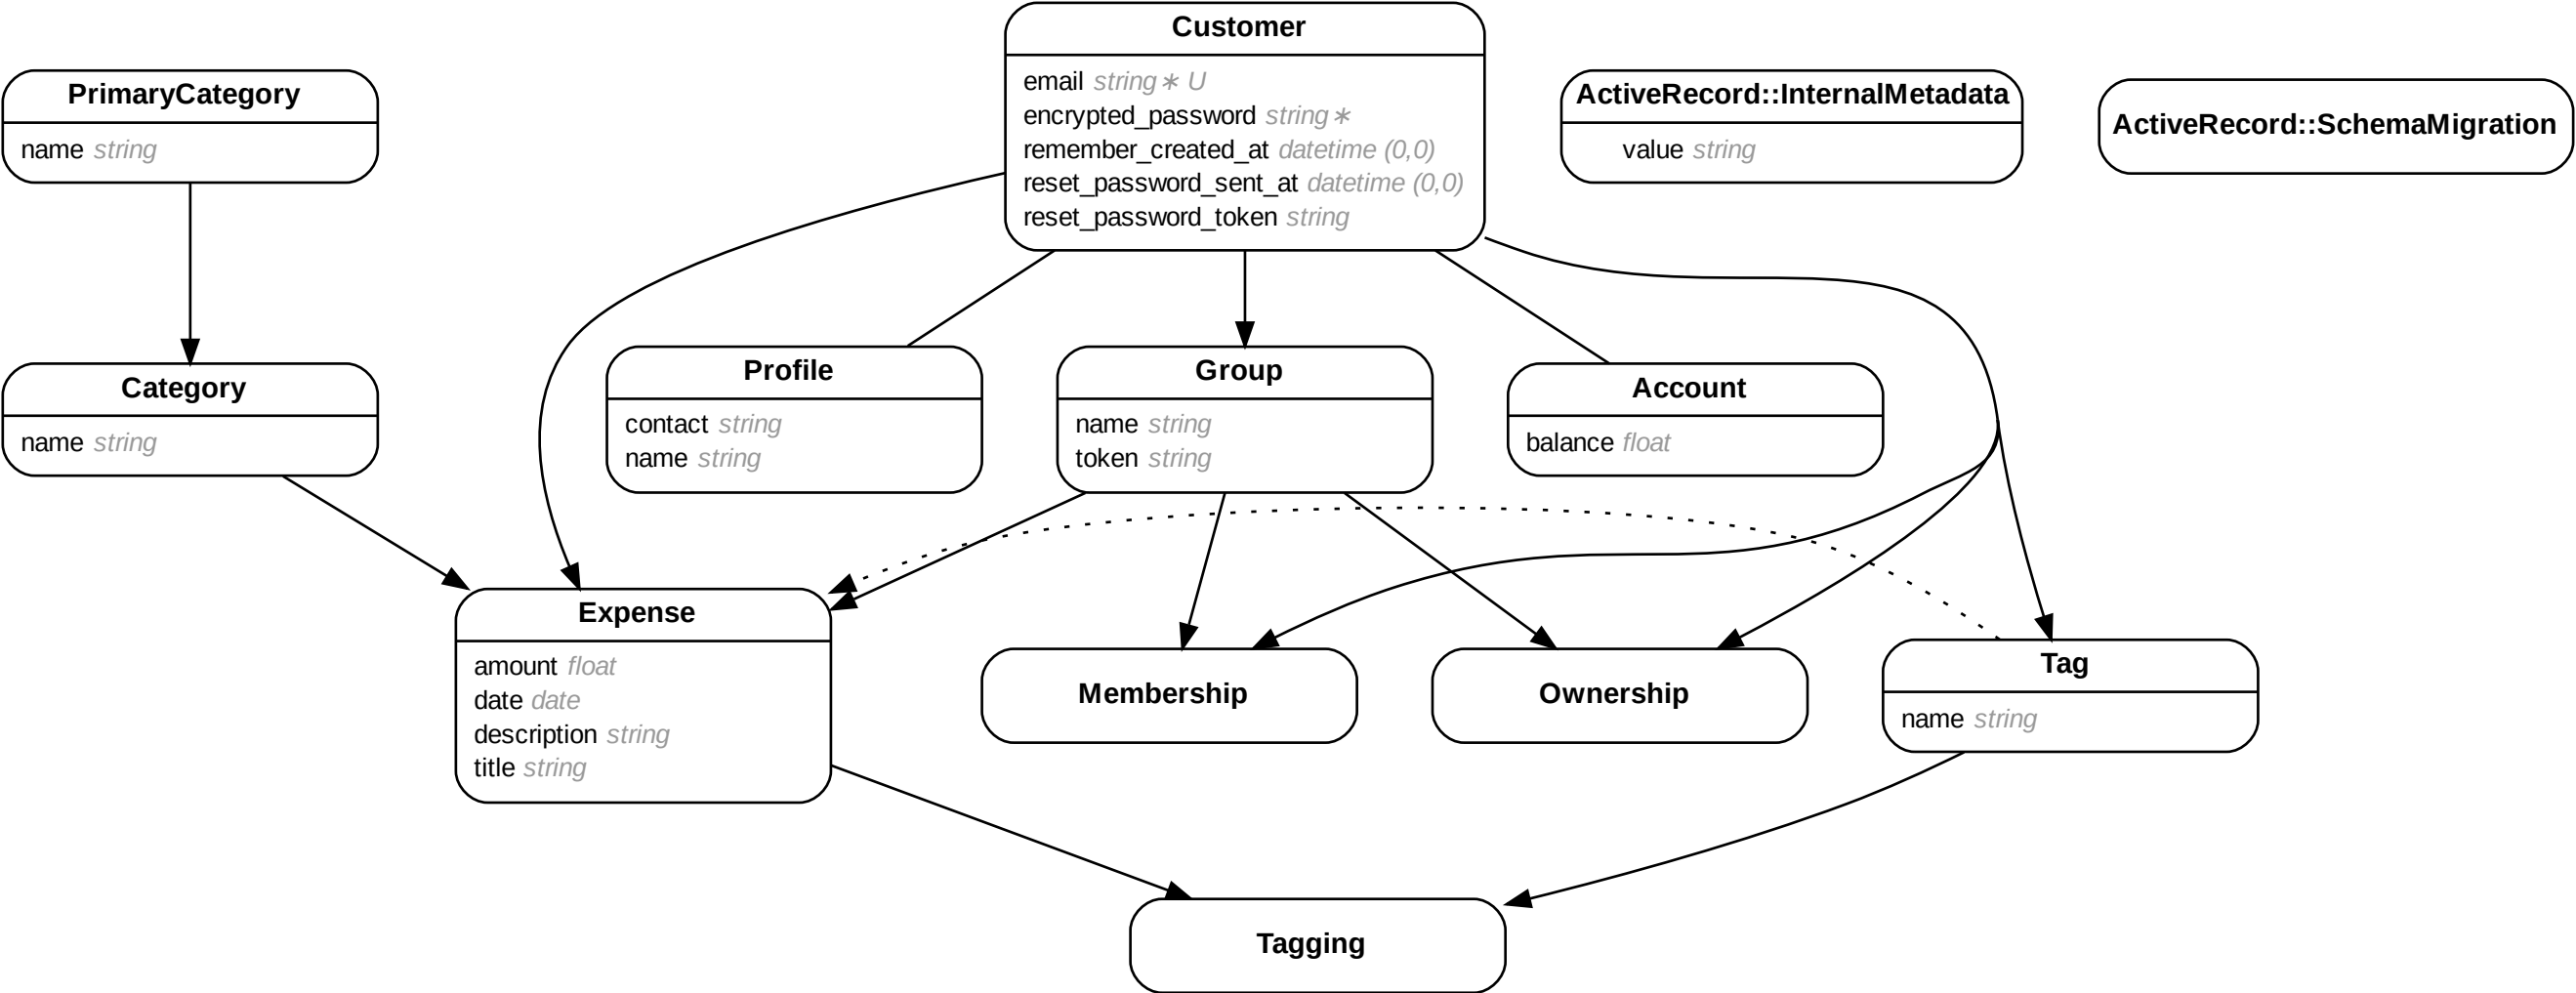 Customer
email string∗ U
encrypted_password string∗
remember_created_at datetime (0,0)
reset_password_sent_at datetime (0,0)
reset_password_token string
PrimaryCategory
name string
ActiveRecord::InternalMetadata
value string
ActiveRecord::SchemaMigration
Category
name string
Profile
contact string
name string
Group
name string
token string
Account
balance float
Expense
amount float
date date
description string
title string
Membership
Ownership
Tag
name string
Tagging